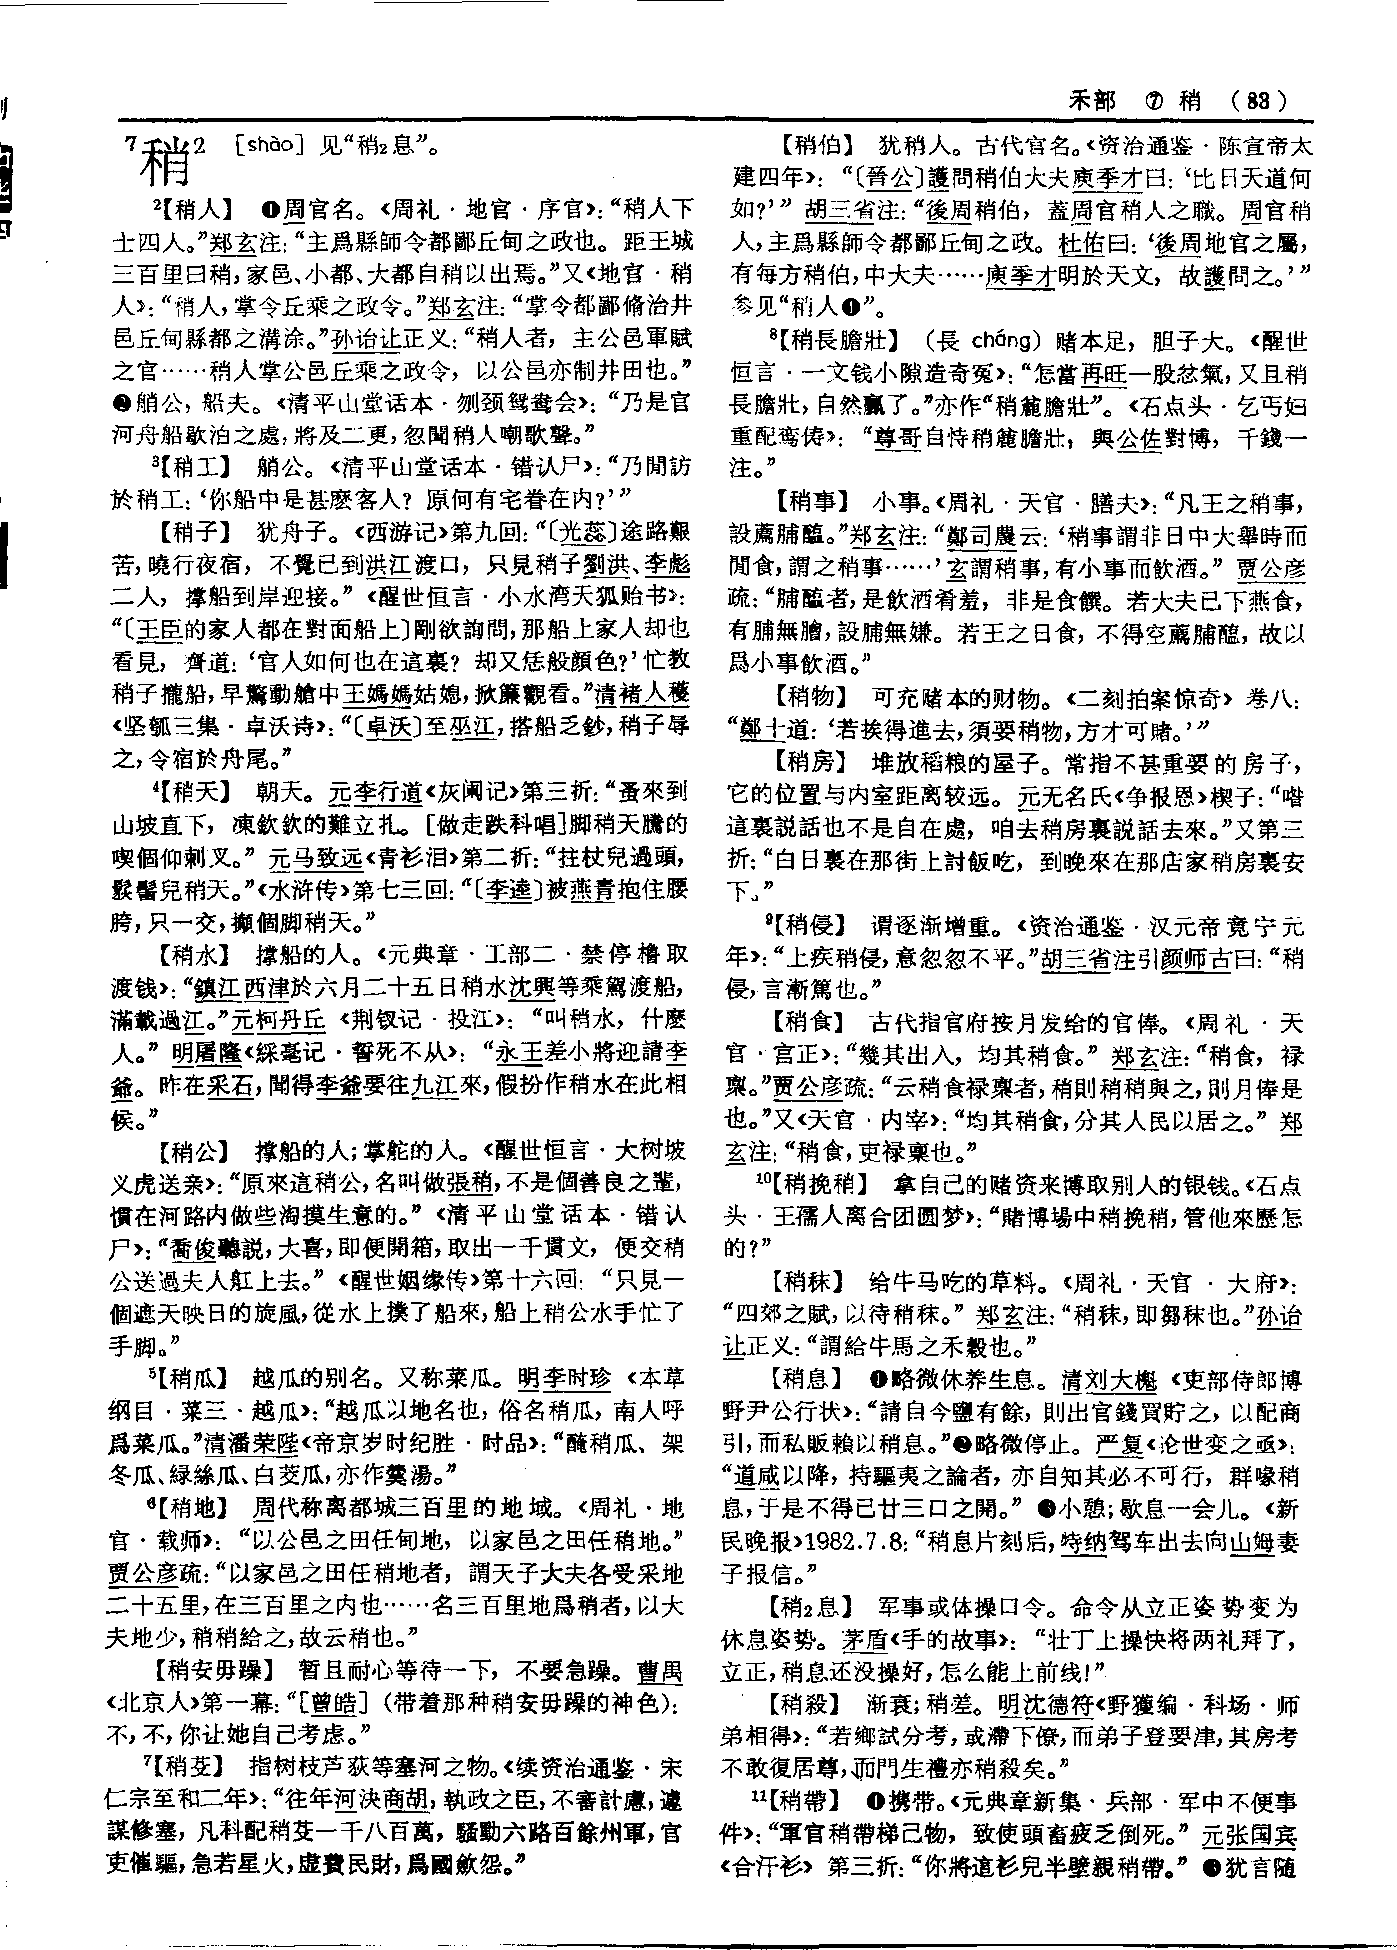 禾部 ⑦ 稍 (83)
7稍2 [shào] 见“稍2息”。
2【稍人】 ❶周官名。《周礼·地官·序官》：“稍人下
士四人。”郑玄注：“主爲縣師令都鄙丘甸之政也。距王城
三百里曰稍，家邑、小都、大都自稍以出焉。”又《地官·稍
人》：“稍人，掌令丘乘之政令。”郑玄注：“掌令都鄙脩治井
邑丘甸縣都之溝涂。”孙诒让正义：“稍人者，主公邑軍賦
之官……稍人掌公邑丘乘之政令，以公邑亦制井田也。”
❷艄公，船夫。《清平山堂话本·刎颈鸳鸯会》：“乃是官
河舟船歇泊之處，將及二更，忽聞稍人嘲歌聲。”
3【稍工】 艄公。《清平山堂话本·错认尸》：“乃問訪
於稍工：‘你船中是甚麽客人？原何有宅眷在内？’”
【稍子】 犹舟子。《西游记》第九回：“〔光蕊〕途路艱
苦，曉行夜宿，不覺已到洪江渡口，只見稍子劉洪、李彪
二人，撑船到岸迎接。”《醒世恒言·小水湾天狐贻书》：
“〔王臣的家人都在對面船上〕剛欲詢問，那船上家人却也
看見，齊道：‘官人如何也在這裏？却又恁般顔色？’忙教
稍子攏船，早驚動艙中王媽媽姑媳，掀簾觀看。”清褚人穫
《坚瓠三集·卓沃诗》：“〔卓沃〕至巫江，搭船乏鈔，稍子辱
之，令宿於舟尾。”
4【稍天】 朝天。元李行道《灰阑记》第三折：“蚤來到
山坡直下，凍欽欽的難立扎。[做走跌科唱]脚稍天騰的
喫個仰刺叉。”元马致远《青衫泪》第二折：“拄杖兒過頭，
髮髻兒稍天。”《水浒传》第七三回：“〔李逵〕被燕青抱住腰
胯，只一交，攧個脚稍天。”
【稍水】 撑船的人。《元典章·工部二·禁停橹取
渡钱》：“鎮江西津於六月二十五日稍水沈興等乘駕渡船，
滿載過江。”元柯丹丘《荆钗记·投江》：“叫稍水，什麽
人。”明屠隆《綵毫记·誓死不从》：“永王差小將迎請李
爺。昨在采石，聞得李爺要往九江來，假扮作稍水在此相
候。”
【稍公】 撑船的人；掌舵的人。《醒世恒言·大树坡
义虎送亲》：“原來這稍公，名叫做張稍，不是個善良之輩，
慣在河路内做些淘摸生意的。”《清平山堂话本·错认
尸》：“喬俊聽説，大喜，即便開箱，取出一千貫文，便交稍
公送過夫人舡上去。”《醒世姻缘传》第十六回：“只見一
個遮天映日的旋風，從水上撲了船來，船上稍公水手忙了
手脚。”
5【稍瓜】 越瓜的别名。又称菜瓜。明李时珍《本草
纲目·菜三·越瓜》：“越瓜以地名也，俗名稍瓜，南人呼
爲菜瓜。”清潘荣陛《帝京岁时纪胜·时品》：“醃稍瓜、架
冬瓜、緑絲瓜、白茭瓜，亦作羹湯。”
6【稍地】 周代称离都城三百里的地域。《周礼·地
官·载师》：“以公邑之田任甸地，以家邑之田任稍地。”
贾公彦疏：“以家邑之田任稍地者，謂天子大夫各受采地
二十五里，在三百里之内也……名三百里地爲稍者，以大
夫地少，稍稍給之，故云稍也。”
【稍安毋躁】 暂且耐心等待一下，不要急躁。曹禺
《北京人》第一幕：“[曾皓]（带着那种稍安毋躁的神色）：
不，不，你让她自己考虑。”
7【稍芟】 指树枝芦荻等塞河之物。《续资治通鉴·宋
仁宗至和二年》：“往年河決商胡，執政之臣，不審計慮，遽
謀修塞，凡科配稍芟一千八百萬，騷動六路百餘州軍，官
吏催驅，急若星火，虚費民財，爲國斂怨。”
【稍伯】 犹稍人。古代官名。《资治通鉴·陈宣帝太
建四年》：“〔晉公〕護問稍伯大夫庾季才曰：‘比日天道何
如？’”胡三省注：“後周稍伯，蓋周官稍人之職。周官稍
人，主爲縣師令都鄙丘甸之政。杜佑曰：‘後周地官之屬，
有每方稍伯，中大夫……庾季才明於天文，故護問之。’”
参见“稍人❶”。
8【稍長膽壯】（長 cháng）赌本足，胆子大。《醒世
恒言·一文钱小隙造奇冤》：“怎當再旺一股忿氣，又且稍
長膽壯，自然贏了。”亦作“稍麄膽壯”。《石点头·乞丐妇
重配鸾俦》：“尊哥自恃稍麄膽壯，與公佐對博，千錢一
注。”
【稍事】 小事。《周礼·天官·膳夫》：“凡王之稍事，
設薦脯醢。”郑玄注：“鄭司農云：‘稍事謂非日中大舉時而
間食，謂之稍事……’玄謂稍事，有小事而飲酒。”贾公彦
疏：“脯醢者，是飲酒肴羞，非是食饌。若大夫已下燕食，
有脯無膾，設脯無嫌。若王之日食，不得空薦脯醢，故以
爲小事飲酒。”
【稍物】 可充赌本的财物。《二刻拍案惊奇》卷八：
“鄭十道：‘若挨得進去，須要稍物，方才可賭。’”
【稍房】 堆放稻粮的屋子。常指不甚重要的房子，
它的位置与内室距离较远。元无名氏《争报恩》楔子：“喒
這裏説話也不是自在處，咱去稍房裏説話去來。”又第三
折：“白日裏在那街上討飯吃，到晚來在那店家稍房裏安
下。”
9【稍侵】 谓逐渐增重。《资治通鉴·汉元帝竟宁元
年》：“上疾稍侵，意忽忽不平。”胡三省注引颜师古曰：“稍
侵，言漸篤也。”
【稍食】 古代指官府按月发给的官俸。《周礼·天
官·宫正》：“幾其出入，均其稍食。”郑玄注：“稍食，禄
稟。”贾公彦疏：“云稍食禄稟者，稍則稍稍與之，則月俸是
也。”又《天官·内宰》：“均其稍食，分其人民以居之。”郑
玄注：“稍食，吏禄稟也。”
10【稍挽稍】 拿自己的赌资来博取别人的银钱。《石点
头·王孺人离合团圆梦》：“賭博場中稍挽稍，管他來歷怎
的？”
【稍秣】 给牛马吃的草料。《周礼·天官·大府》：
“四郊之賦，以待稍秣。”郑玄注：“稍秣，即芻秣也。”孙诒
让正义：“謂給牛馬之禾穀也。”
【稍息】 ❶略微休养生息。清刘大櫆《吏部侍郎博
野尹公行状》：“請自今鹽有餘，則出官錢買貯之，以配商
引，而私販賴以稍息。”❷略微停止。严复《论世变之亟》：
“道咸以降，持驅夷之論者，亦自知其必不可行，群喙稍
息，于是不得已廿三口之開。”❸小憩；歇息一会儿。《新
民晚报》1982.7.8：“稍息片刻后，特纳驾车出去向山姆妻
子报信。”
【稍2息】 军事或体操口令。命令从立正姿势变为
休息姿势。茅盾《手的故事》：“壮丁上操快将两礼拜了，
立正，稍息还没操好，怎么能上前线！”
【稍殺】 渐衰；稍差。明沈德符《野獲编·科场·师
弟相得》：“若鄉試分考，或滯下僚，而弟子登要津，其房考
不敢復居尊，而門生禮亦稍殺矣。”
11【稍帶】 ❶携带。《元典章新集·兵部·军中不便事
件》：“軍官稍帶梯己物，致使頭畜疲乏倒死。”元张国宾
《合汗衫》第三折：“你將這衫兒半壁親稍帶。”❷犹言随